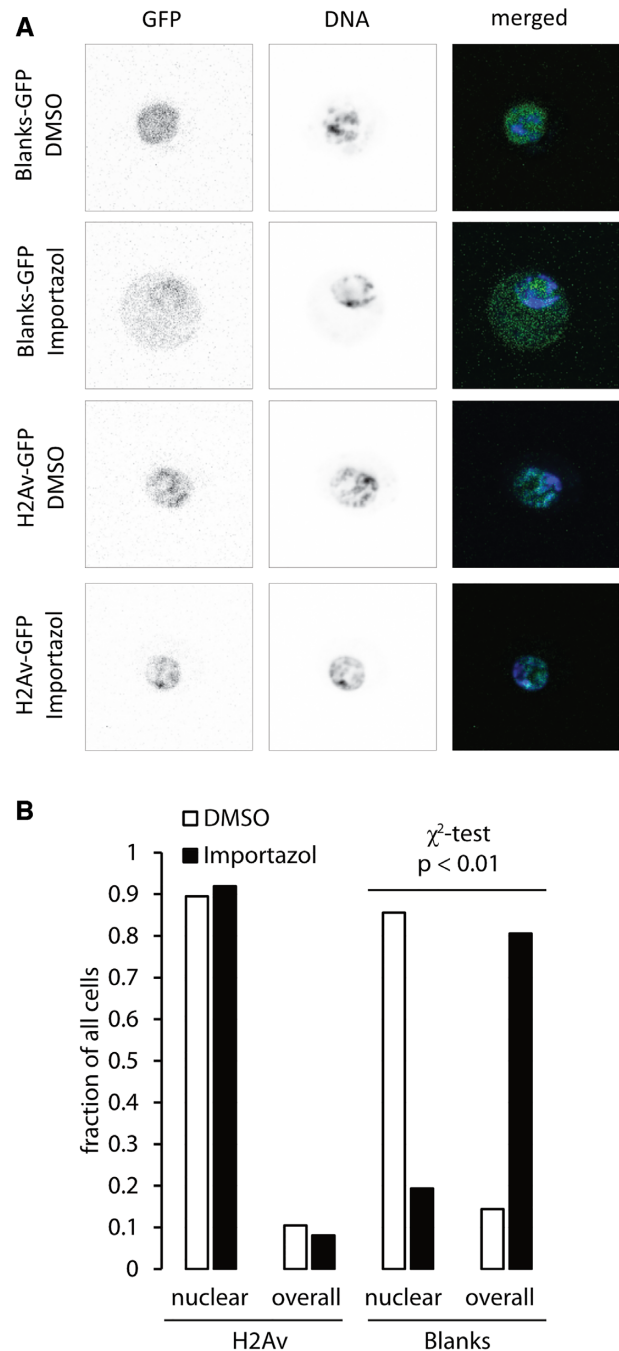 A
GFP
DNA
merged
Blanks-GFP
DMSO
Blanks-GFP
Importazol
H2Av-GFP
DMSO
H2Av-GFP
Importazol
B
DMSO
Importazol
χ²-test
p < 0.01
fraction of all cells
1
0.9
0.8
0.7
0.6
0.5
0.4
0.3
0.2
0.1
0
nuclear
overall
nuclear
overall
H2Av
Blanks